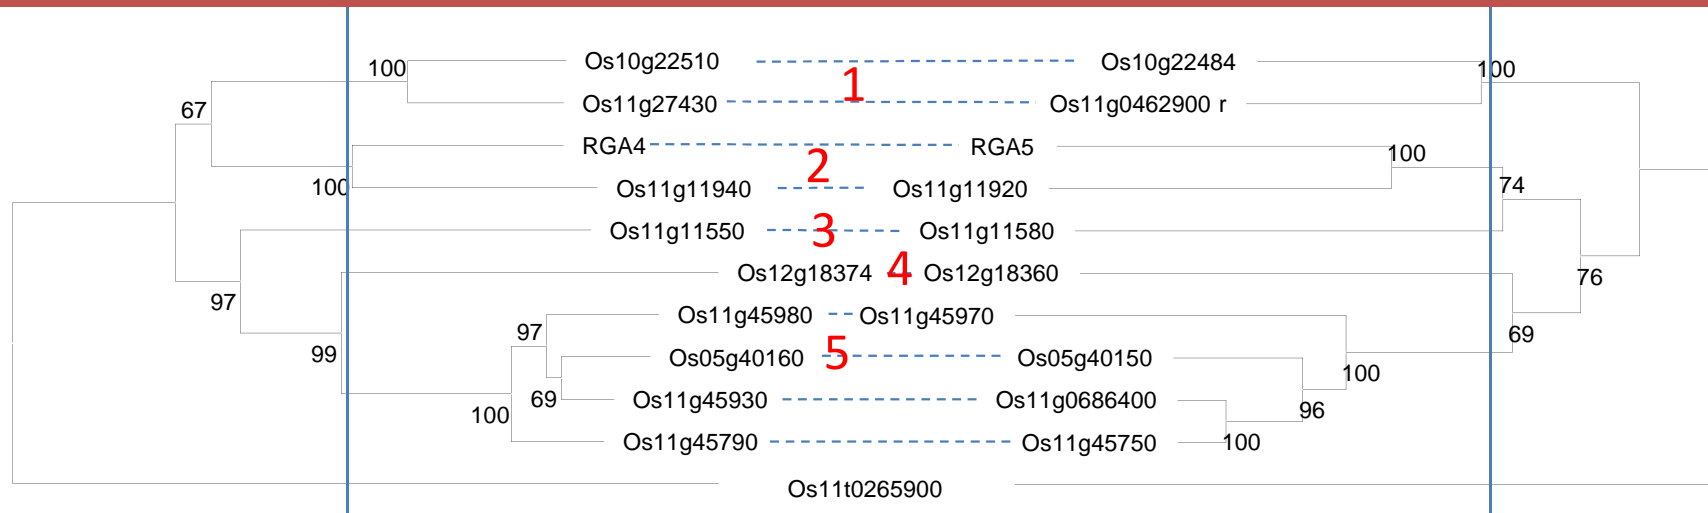 Os10g22510 Os10g22484
100 1 100
67 Os11g27430 Os11g0462900 r
RGA4 RGA5
100 2 100
Os11g11940 Os11g11920 74
Os11g11550 3 Os11g11580
Os12g18374 4 Os12g18360 76
97 Os11g45980 Os11g45970
97 69
99 Os05g40160 5 Os05g40150
100
69 Os11g45930 Os11g0686400
100 96
Os11g45790 Os11g45750 100
Os11t0265900